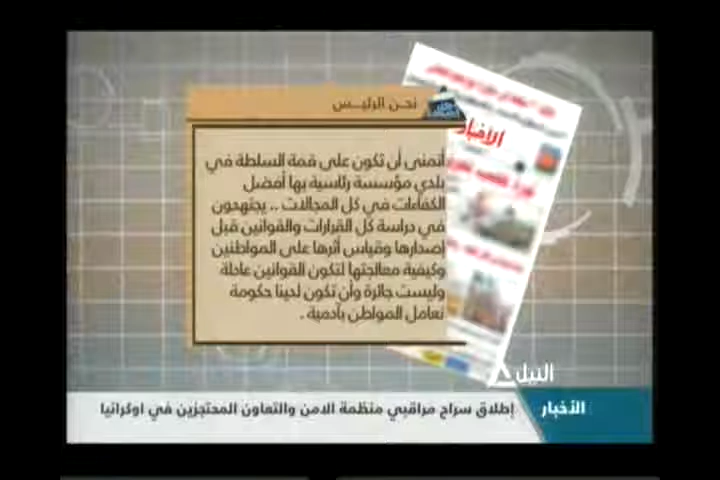 نحن الرئيس
الأخبار
أتمنى أن تكون على قمة السلطة في
بلدي مؤسسة رئاسية بها أفضل
الكفاءات في كل المجالات .. يجتهدون
في دراسة كل القرارات والقوانين قبل
إصدارها وقياس أثرها على المواطنين
وكيفية معالجتها لتكون القوانين عادلة
وليست جائرة وأن تكون لدينا حكومة
تعامل المواطن بآدمية .
النيل
الأخبار
إطلاق سراح مراقبي منظمة الامن والتعاون المحتجزين في اوكرانيا